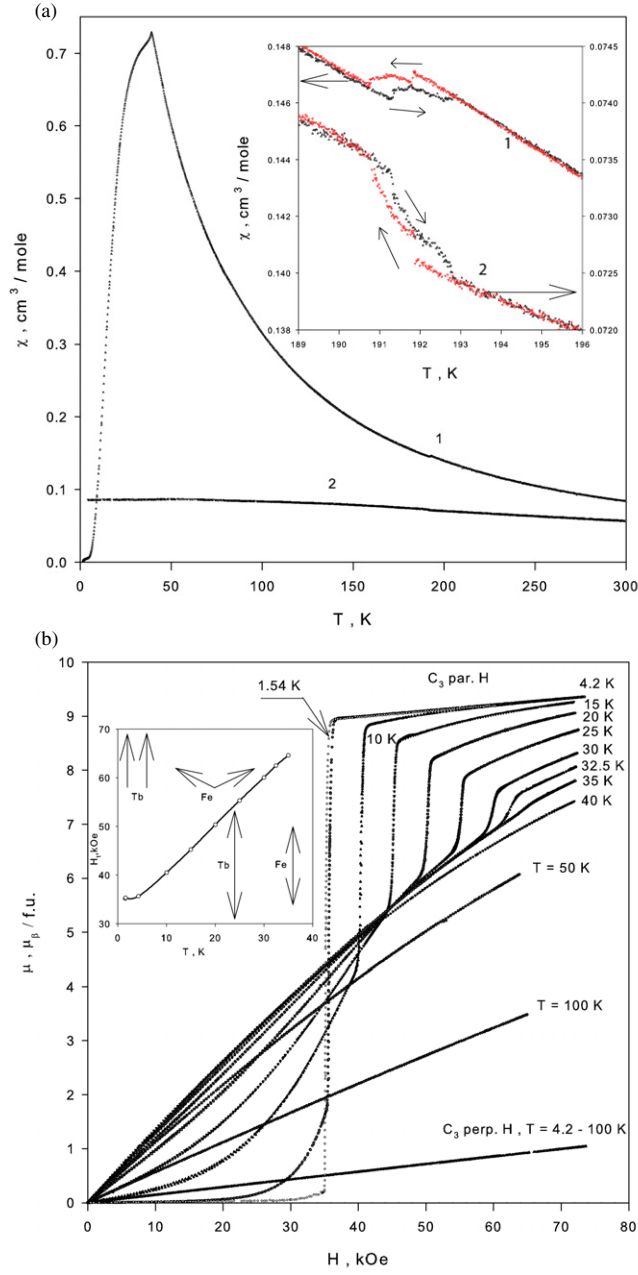 (a)
0.7
0.6
0.5
0.4
0.3
0.2
0.1
0.0
χ , cm³ / mole
0 50 100 150 200 250 300
T , K
1
2
0.148
0.146
0.144
0.142
0.140
0.138
χ , cm³ / mole
0.0745
0.0740
0.0735
0.0730
0.0725
0.0720
1
2
189 190 191 192 193 194 195 196
T , K
(b)
10
9
8
7
6
5
4
3
2
1
0
μ , μᵦ / f.u.
0 10 20 30 40 50 60 70 80
H , kOe
1.54 K
C₃ par. H
4.2 K
15 K
10 K
20 K
25 K
30 K
32.5 K
35 K
40 K
T = 50 K
T = 100 K
C₃ perp. H , T = 4.2 - 100 K
70
60
50
40
30
Tb
Fe
Tb
Fe
0 10 20 30 40
T , K